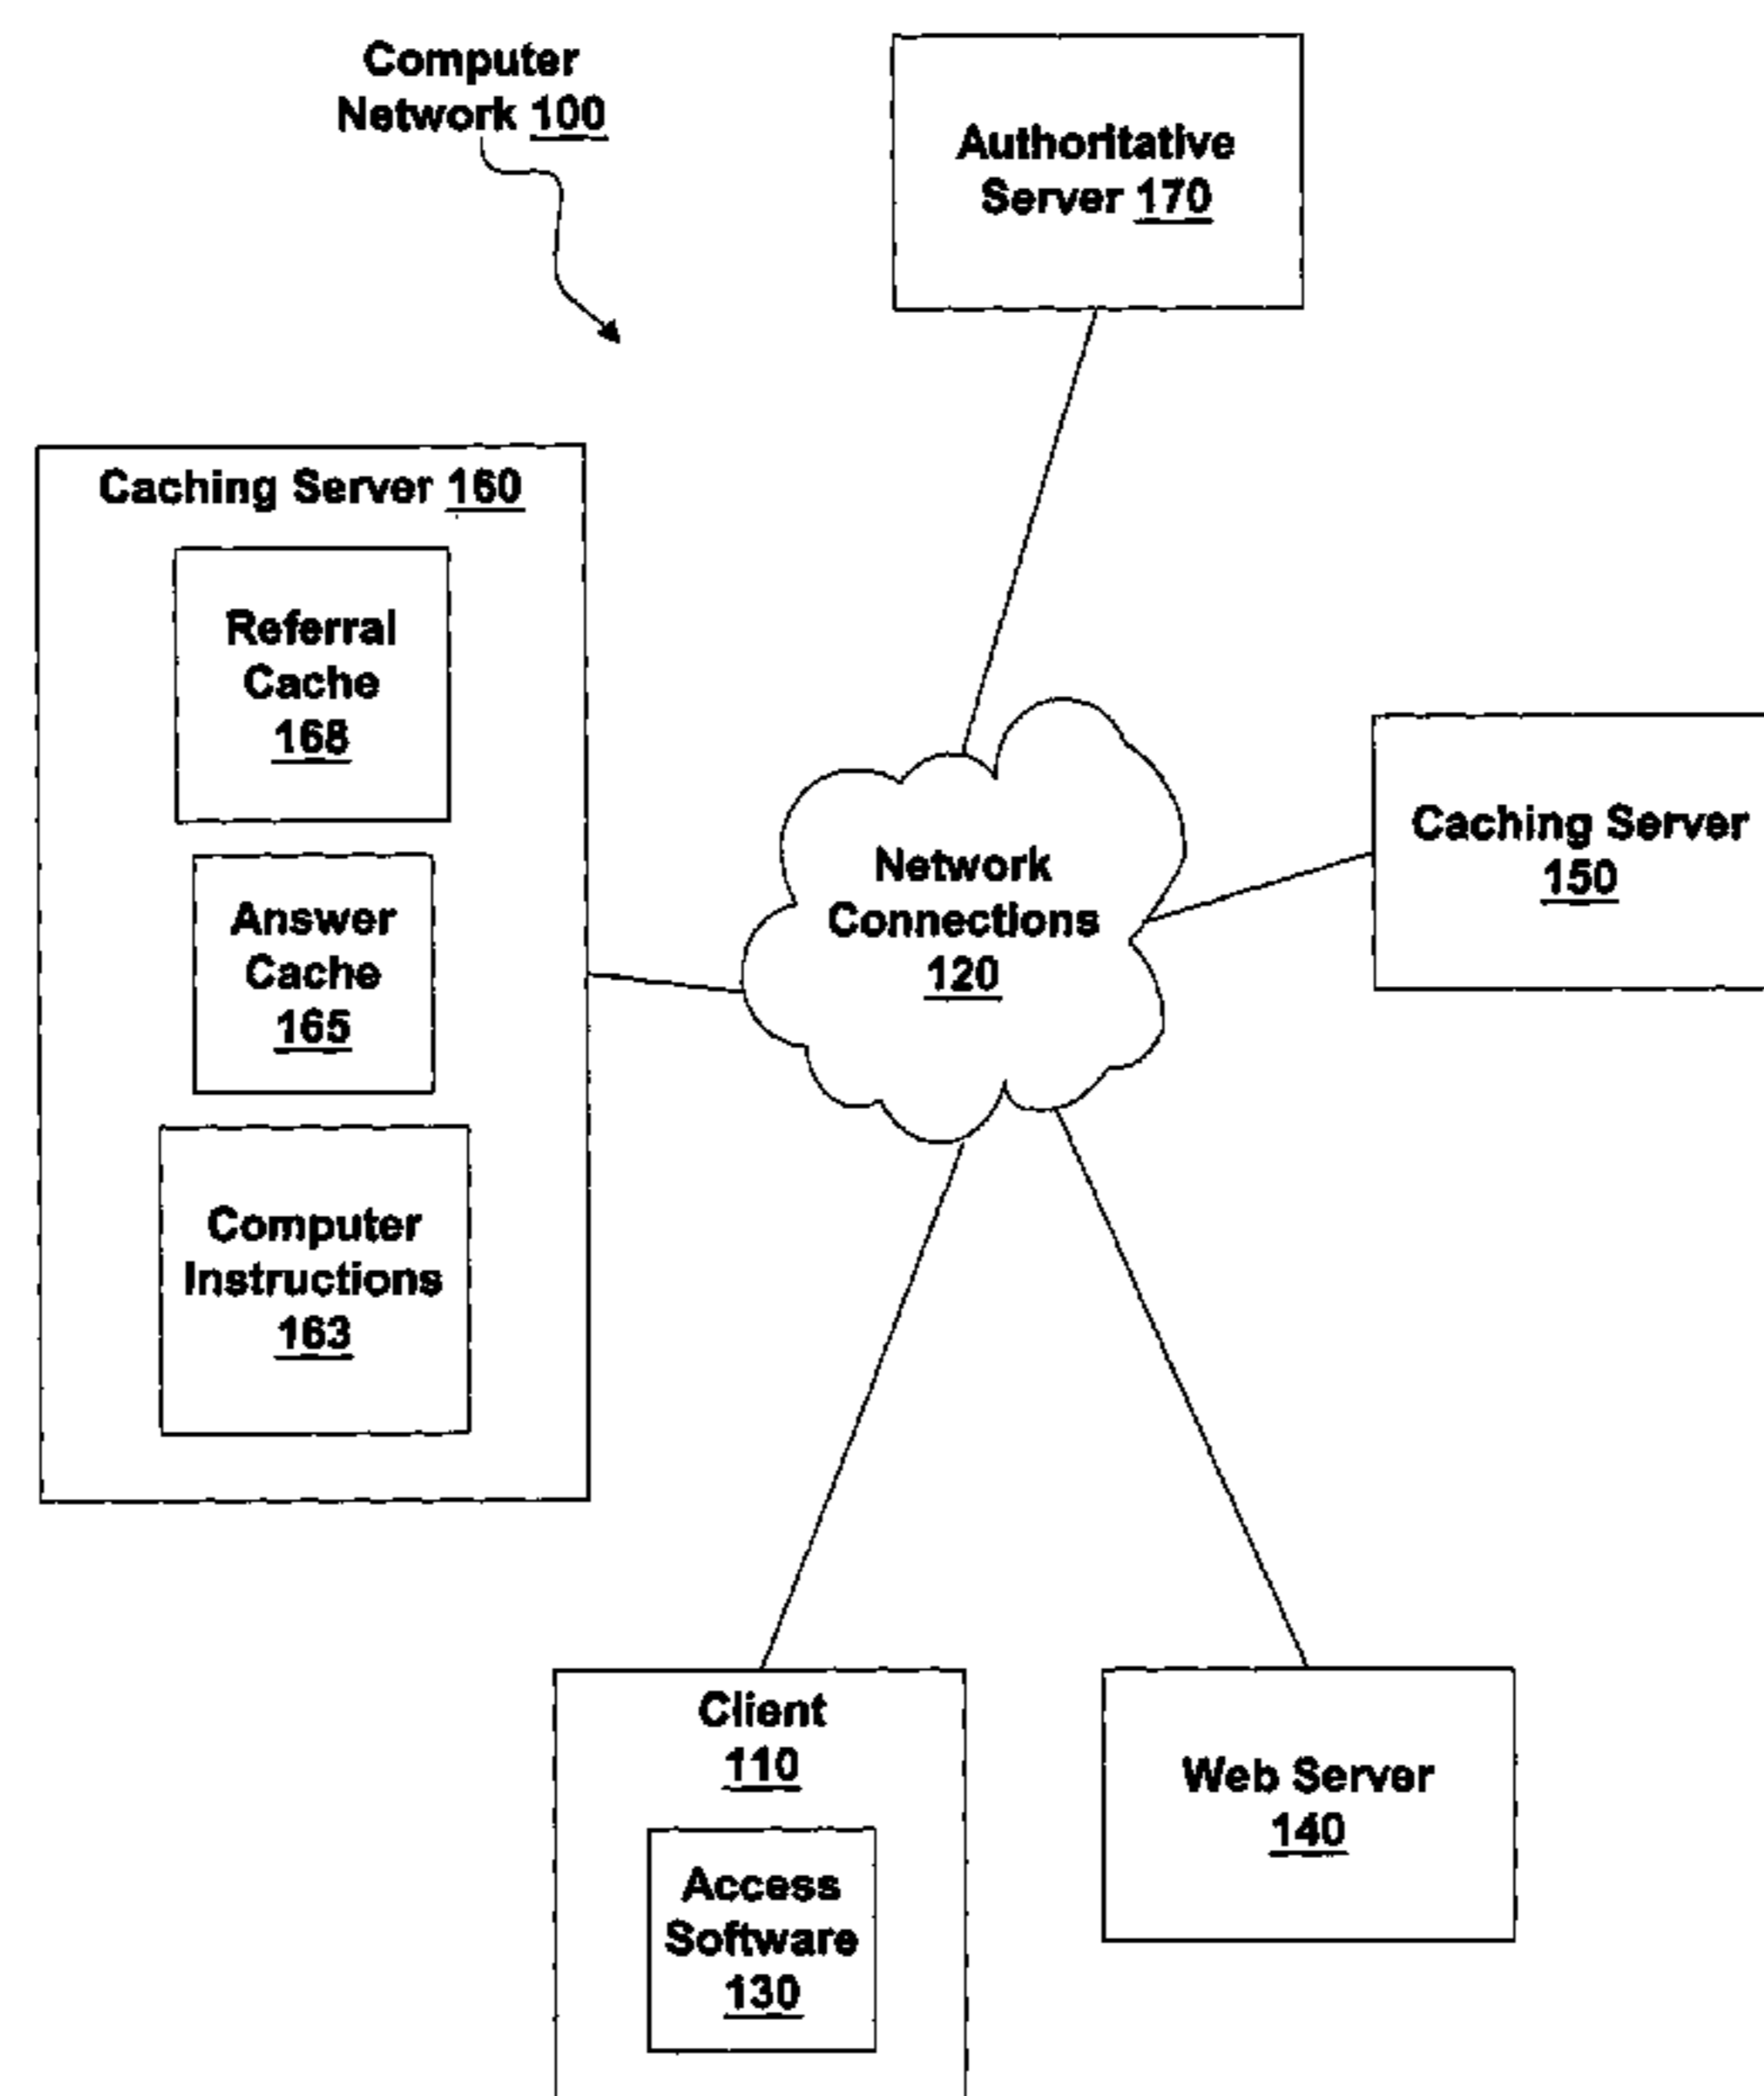 Computer
Network 100
Authoritative
Server 170
Caching Server 160
Referral
Cache
168
Answer
Cache
165
Computer
Instructions
163
Network
Connections
120
Caching Server
150
Client
110
Access
Software
130
Web Server
140